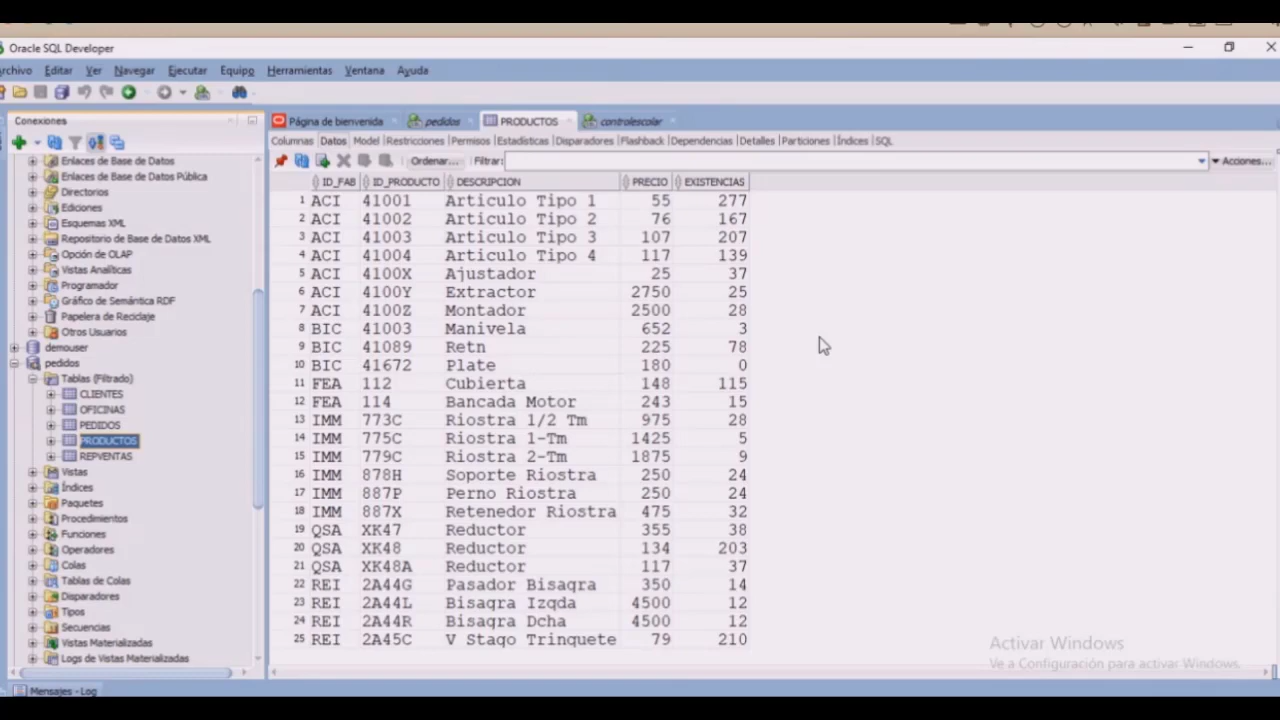 Oracle SQL Developer
rchivo Editar Ver Navegar Ejecutar Equipo Herramientas Ventana Ayuda
Conexiones
Página de bienvenida pedidos PRODUCTOS controlescolar
Columnas Datos Model Restricciones Permisos Estadísticas Disparadores Flashback Dependencias Detalles Particiones Índices SQL
Ordenar... Filtrar: Acciones...
Enlaces de Base de Datos
Enlaces de Base de Datos Pública
Directorios
Ediciones
Esquemas XML
Repositorio de Base de Datos XML
Opción de OLAP
Vistas Analíticas
Programador
Gráfico de Semántica RDF
Papelera de Reciclaje
Otros Usuarios
demouser
pedidos
Tablas (Filtrado)
CLIENTES
OFICINAS
PEDIDOS
PRODUCTOS
REPVENTAS
Vistas
Índices
Paquetes
Procedimientos
Funciones
Operadores
Colas
Tablas de Colas
Disparadores
Tipos
Secuencias
Vistas Materializadas
Logs de Vistas Materializadas
ID_FAB ID_PRODUCTO DESCRIPCION PRECIO EXISTENCIAS
1 ACI 41001 Articulo Tipo 1 55 277
2 ACI 41002 Articulo Tipo 2 76 167
3 ACI 41003 Articulo Tipo 3 107 207
4 ACI 41004 Articulo Tipo 4 117 139
5 ACI 4100X Ajustador 25 37
6 ACI 4100Y Extractor 2750 25
7 ACI 4100Z Montador 2500 28
8 BIC 41003 Manivela 652 3
9 BIC 41089 Retn 225 78
10 BIC 41672 Plate 180 0
11 FEA 112 Cubierta 148 115
12 FEA 114 Bancada Motor 243 15
13 IMM 773C Riostra 1/2 Tm 975 28
14 IMM 775C Riostra 1-Tm 1425 5
15 IMM 779C Riostra 2-Tm 1875 9
16 IMM 878H Soporte Riostra 250 24
17 IMM 887P Perno Riostra 250 24
18 IMM 887X Retenedor Riostra 475 32
19 QSA XK47 Reductor 355 38
20 QSA XK48 Reductor 134 203
21 QSA XK48A Reductor 117 37
22 REI 2A44G Pasador Bisagra 350 14
23 REI 2A44L Bisagra Izqda 4500 12
24 REI 2A44R Bisagra Dcha 4500 12
25 REI 2A45C V Stago Trinquete 79 210
Activar Windows
Ve a Configuración para activar Windows.
Mensajes - Log